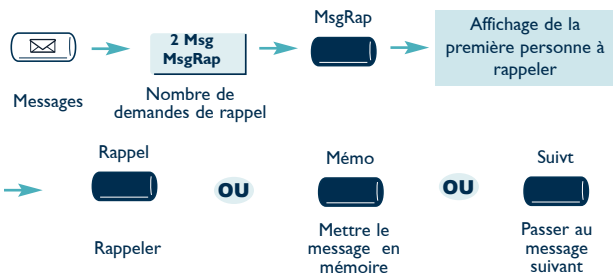 MsgRap
2 Msg
MsgRap
Affichage de la
première personne à
rappeler
Messages
Nombre de
demandes de rappel
Rappel
OU
Mémo
OU
Suivt
Rappeler
Mettre le
message en
mémoire
Passer au
message
suivant